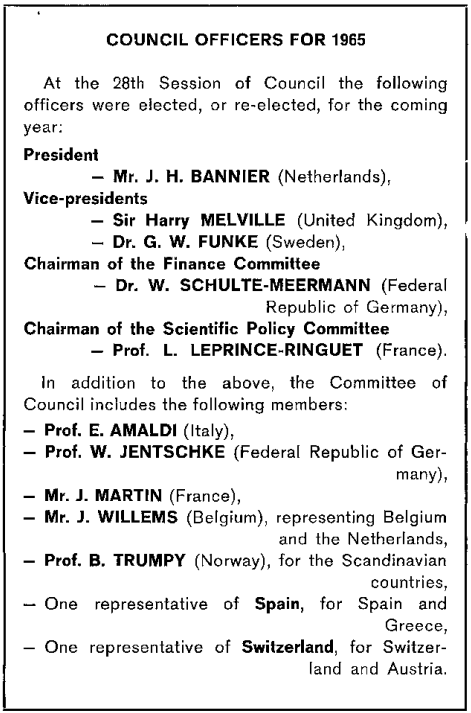 COUNCIL OFFICERS FOR 1965
At the 28th Session of Council the following
officers were elected, or re-elected, for the coming
year:
President
— Mr. J. H. BANNIER (Netherlands),
Vice-presidents
— Sir Harry MELVILLE (United Kingdom),
— Dr. G. W. FUNKE (Sweden),
Chairman of the Finance Committee
— Dr. W. SCHULTE-MEERMANN (Federal
Republic of Germany),
Chairman of the Scientific Policy Committee
— Prof. L. LEPRINCE-RINGUET (France).
In addition to the above, the Committee of
Council includes the following members:
— Prof. E. AMALDI (Italy),
— Prof. W. JENTSCHKE (Federal Republic of Ger-
many),
— Mr. J. MARTIN (France),
— Mr. J. WILLEMS (Belgium), representing Belgium
and the Netherlands,
— Prof. B. TRUMPY (Norway), for the Scandinavian
countries,
— One representative of Spain, for Spain and
Greece,
— One representative of Switzerland, for Switzer-
land and Austria.